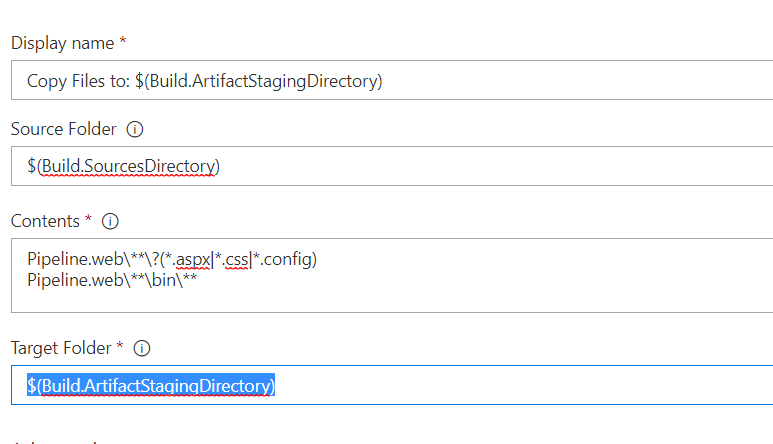 Display name *
Copy Files to: $(Build.ArtifactStagingDirectory)
Source Folder
$(Build.SourcesDirectory)
Contents *
Pipeline.web\**\?(*.aspx|*.css|*.config)
Pipeline.web\**\bin\**
Target Folder *
$(Build.ArtifactStagingDirectory)